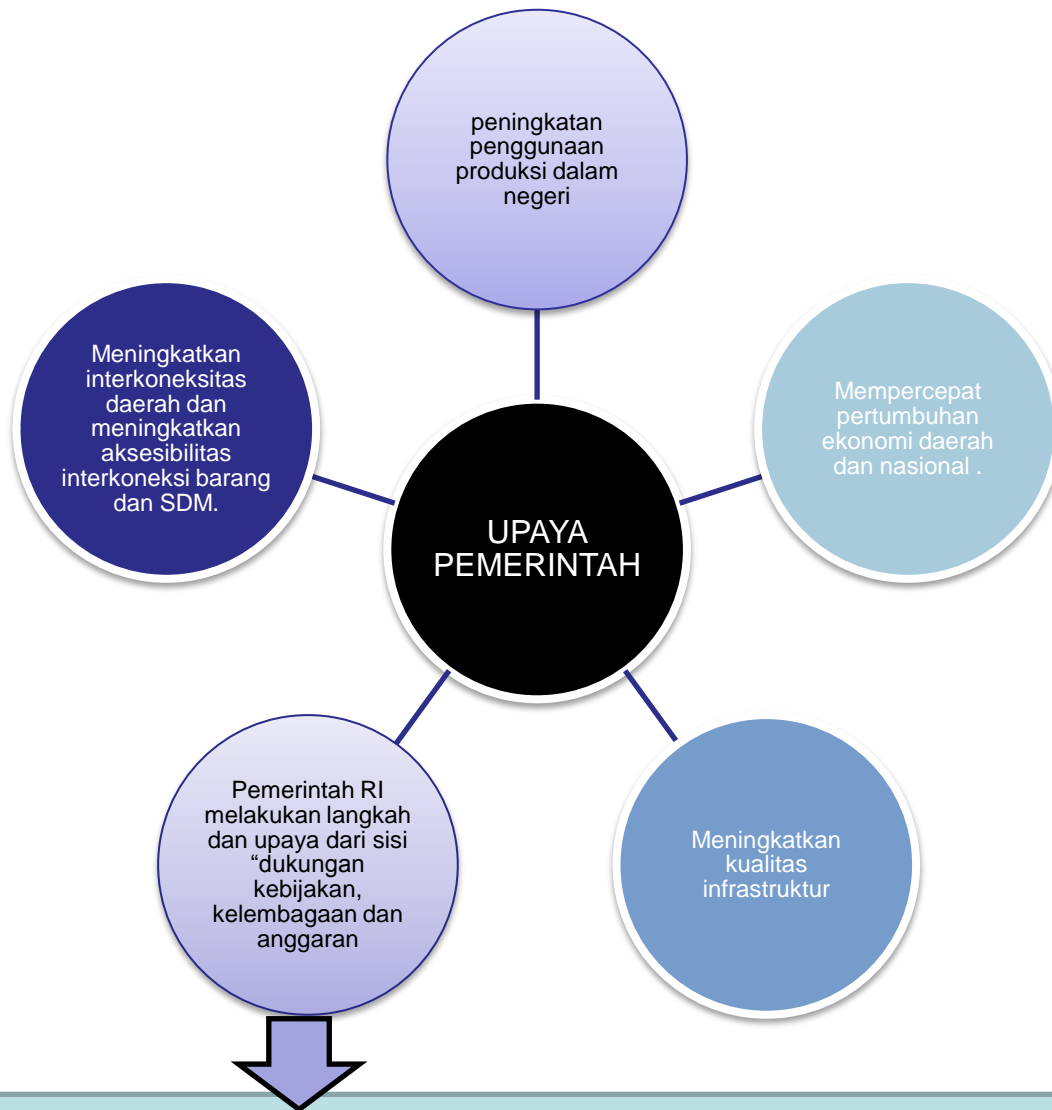 peningkatan
penggunaan
produksi dalam
negeri
Mempercepat
pertumbuhan
ekonomi daerah
dan nasional .
Meningkatkan
kualitas
infrastruktur
Pemerintah RI
melakukan langkah
dan upaya dari sisi
“dukungan
kebijakan,
kelembagaan dan
anggaran
Meningkatkan
interkoneksitas
daerah dan
meningkatkan
aksesibilitas
interkoneksi barang
dan SDM.
UPAYA
PEMERINTAH